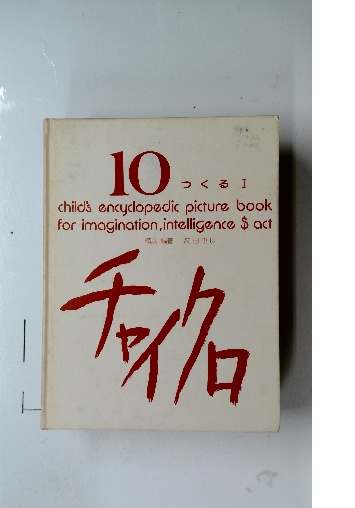 10 つくる I
child's encyclopedic picture book
for imagination, intelligence $ act
チャイクロ